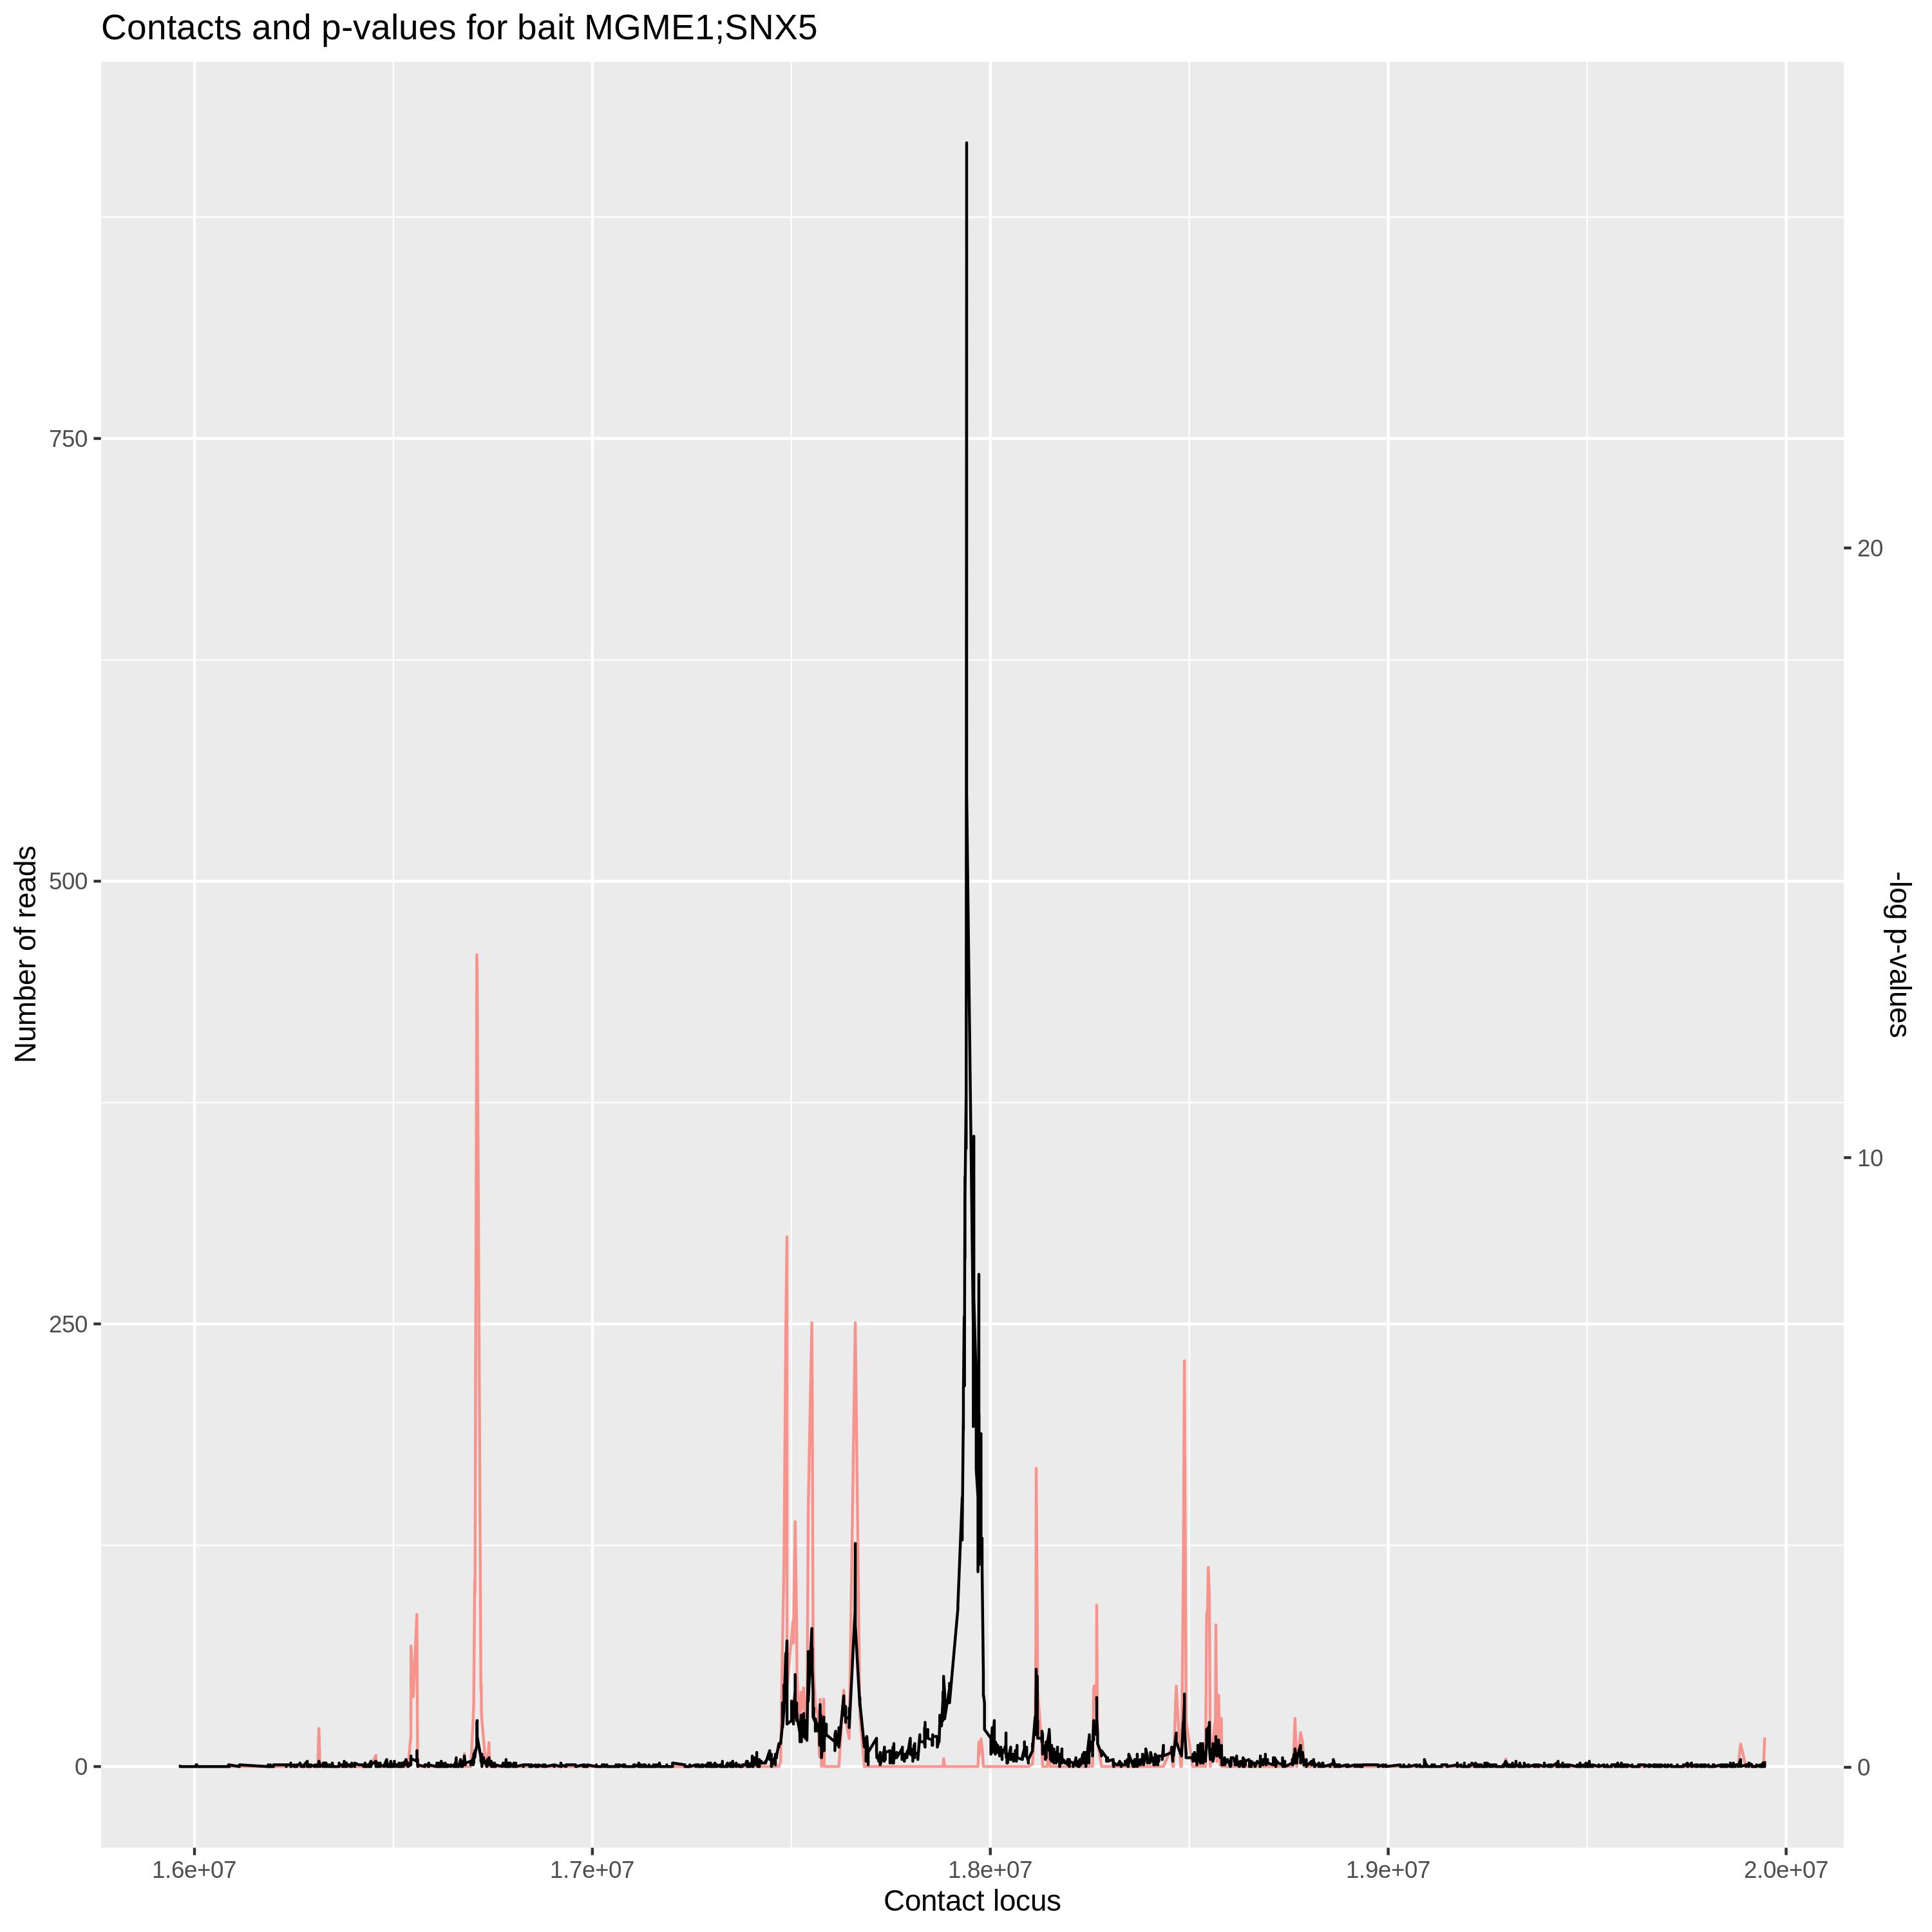 Contacts and p-values for bait MGME1;SNX5
750
500
250
0
Number of reads
20
10
0
-log p-values
1.6e+07 1.7e+07 1.8e+07 1.9e+07 2.0e+07
Contact locus